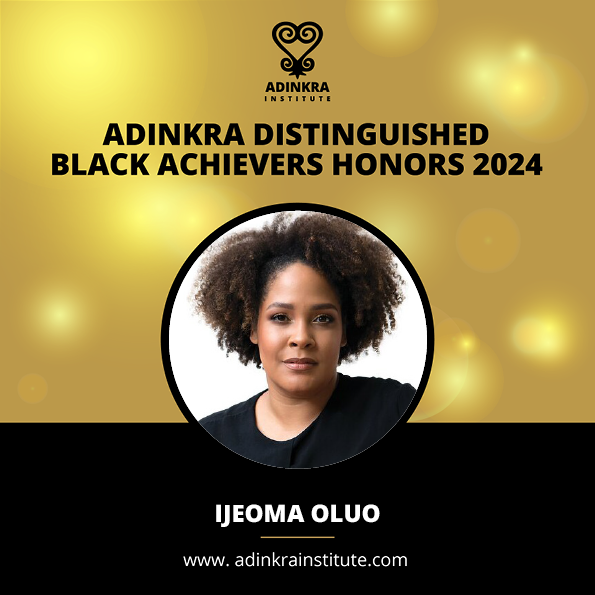 ADINKRA
INSTITUTE
ADINKRA DISTINGUISHED
BLACK ACHIEVERS HONORS 2024
IJEOMA OLUO
www. adinkrainstitute.com